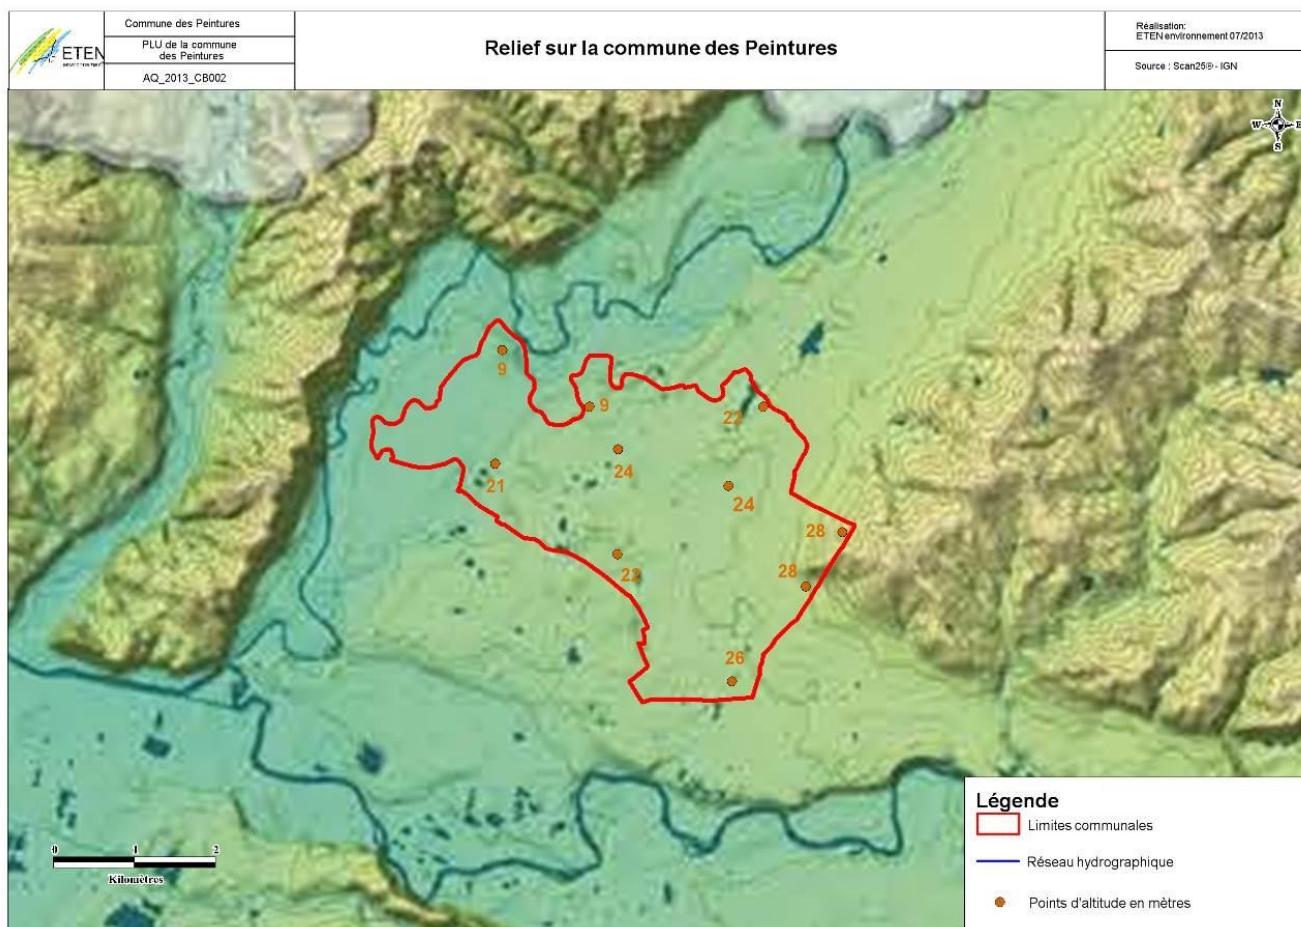 ETEN
Commune des Peintures
PLU de la commune
des Peintures
AQ_2013_CB002
Relief sur la commune des Peintures
Réalisation:
ETEN environnement 07/2013
Source : Scan25® - IGN
N
W E
S
9
9
22
24
21
24
28
22
28
26
0 1 2
Kilomètres
Légende
Limites communales
Réseau hydrographique
Points d'altitude en mètres